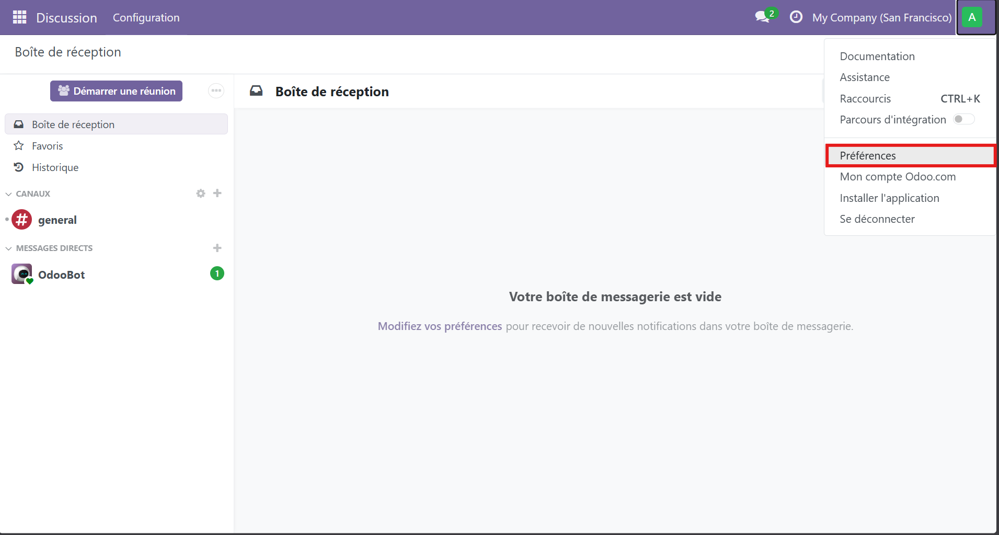 Discussion Configuration 2 My Company (San Francisco) A
Boîte de réception
Documentation
Assistance
Raccourcis CTRL+K
Parcours d'intégration
Préférences
Mon compte Odoo.com
Installer l'application
Se déconnecter
Démarrer une réunion
Boîte de réception
Favoris
Historique
CANAUX
general
MESSAGES DIRECTS
OdooBot 1
Boîte de réception
Votre boîte de messagerie est vide
Modifiez vos préférences pour recevoir de nouvelles notifications dans votre boîte de messagerie.